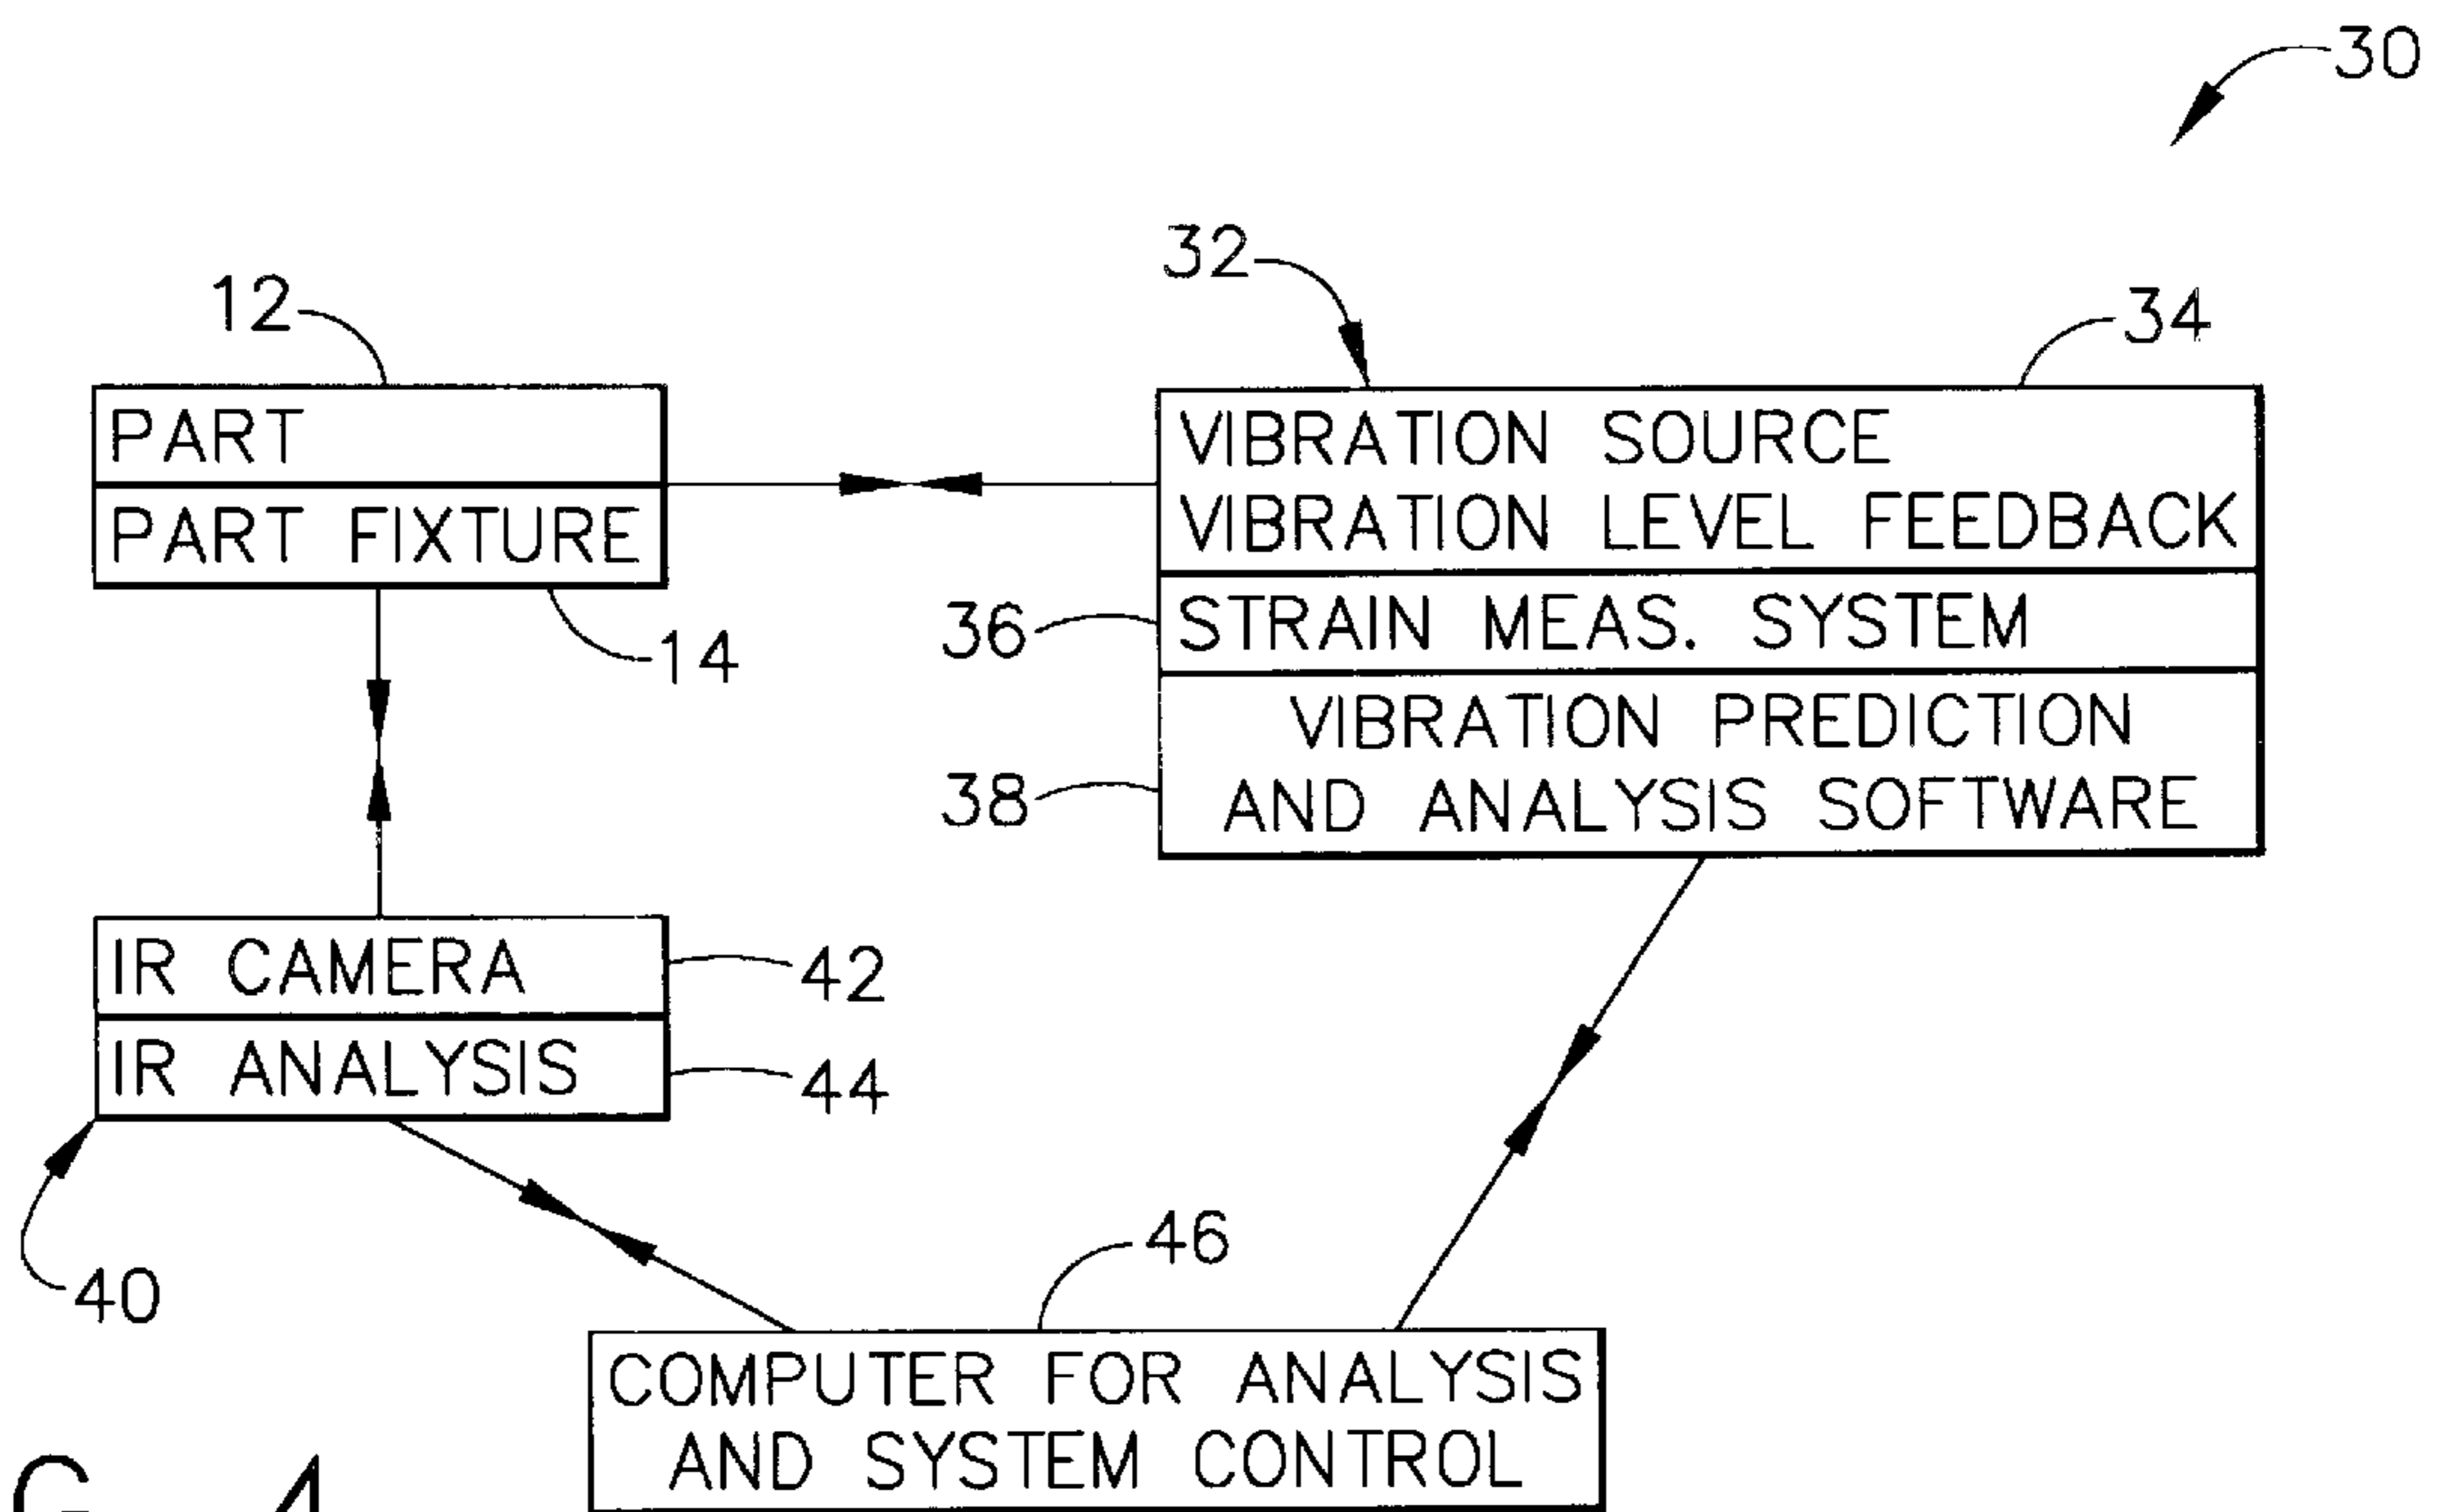 30
32
34
12
PART
PART FIXTURE
14
VIBRATION SOURCE
VIBRATION LEVEL FEEDBACK
36
STRAIN MEAS. SYSTEM
VIBRATION PREDICTION
38
AND ANALYSIS SOFTWARE
IR CAMERA
42
IR ANALYSIS
44
40
46
COMPUTER FOR ANALYSIS
AND SYSTEM CONTROL